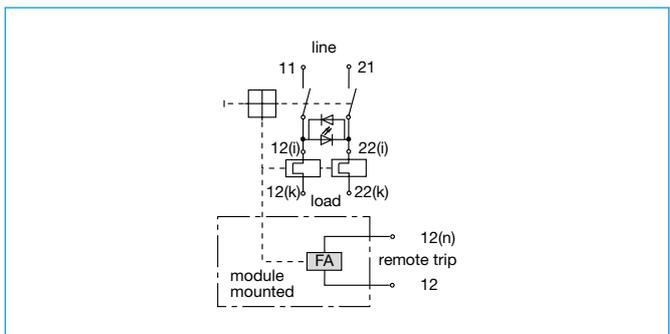 line
11 21
12(i) 22(i)
12(k) load 22(k)
12(n)
FA remote trip
module
mounted
12